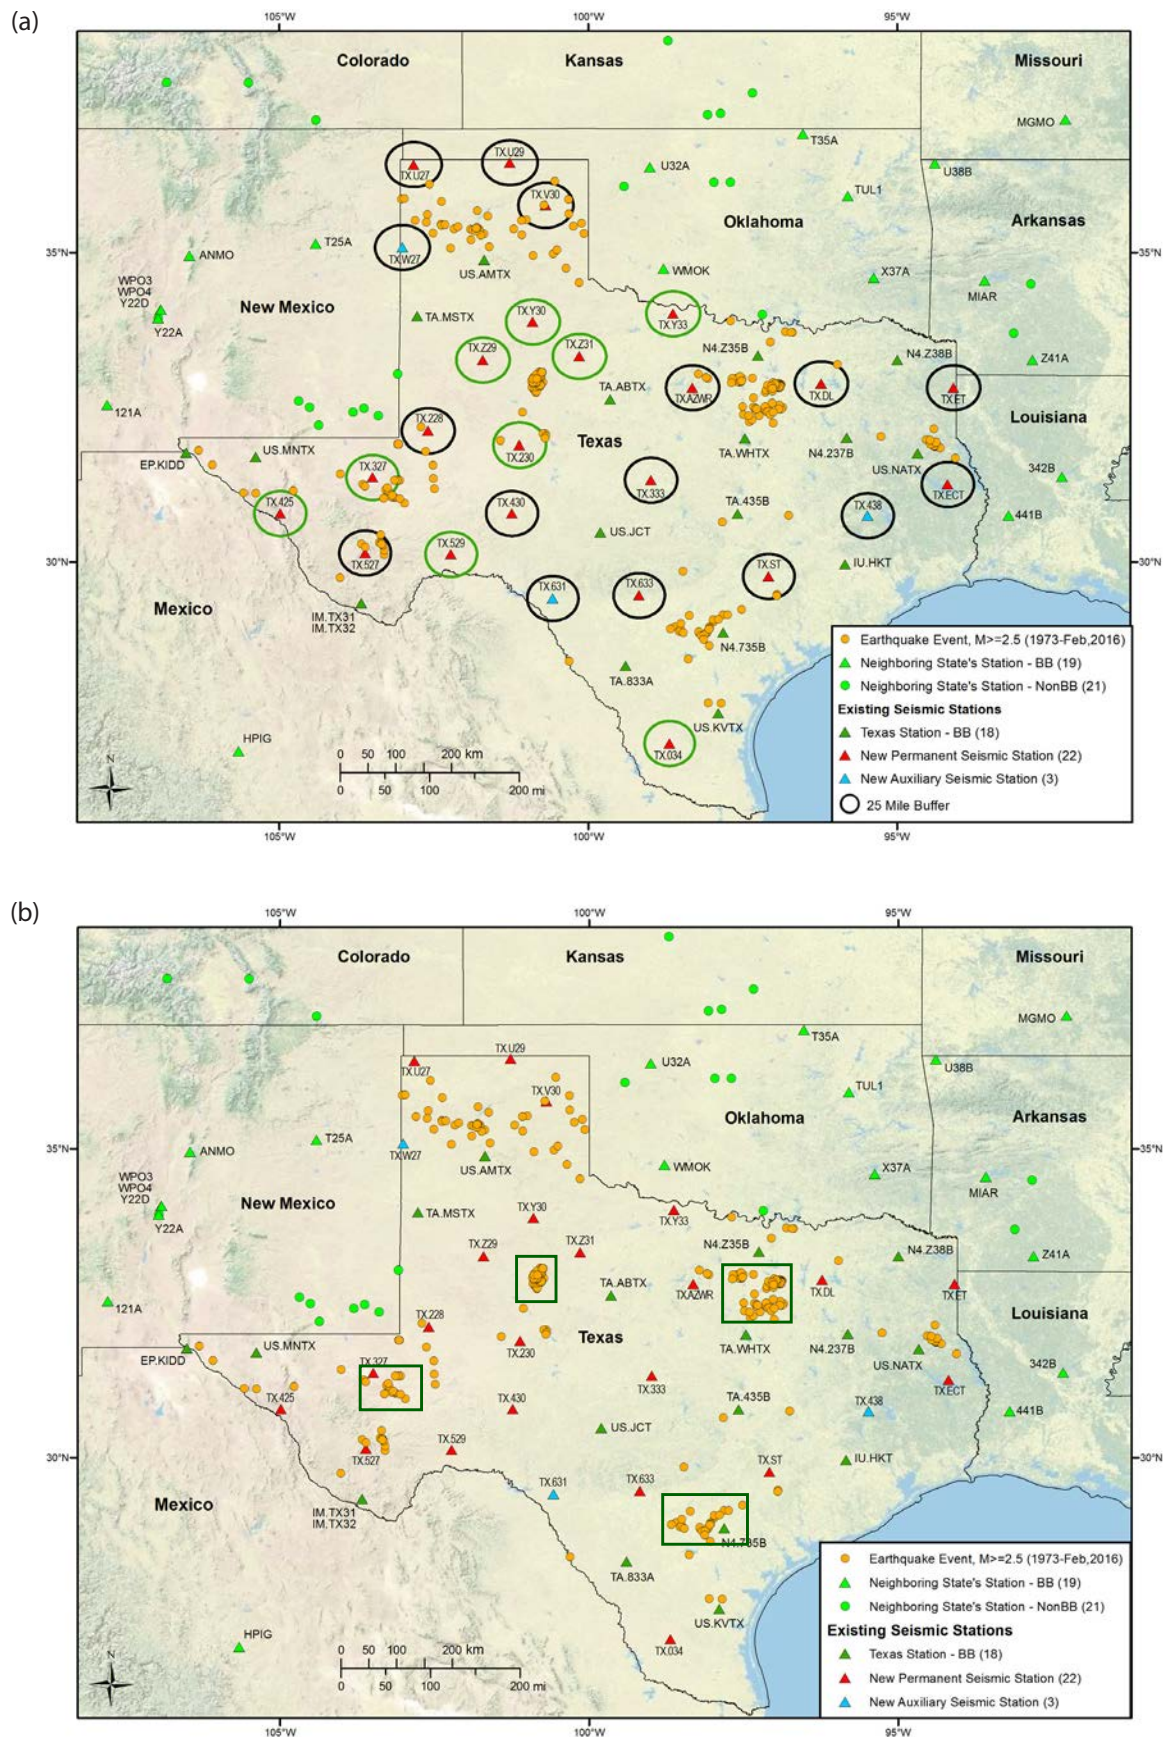 (a)
105°W 100°W 95°W
Colorado Kansas Missouri
MGMO
TX.U29
TX.U27
T35A
U32A
U38B
TX.V30
TUL1
Oklahoma Arkansas
35°N 35°N
ANMO
T25A
TX.W27
US.AMTX
WMOK
X37A
MIAR
WPO3
WPO4
Y22D
Y22A
New Mexico
TA.MSTX
TX.Y30
TX.Y33
TX.Z29
TX.Z31
N4.Z35B
N4.Z38B
Z41A
TA.ABTX
TX.AZWR
TX.DL
TX.ET
121A
TX.228
Texas
Louisiana
US.MNTX
EP.KIDD
TX.230
TA.WHTX
N4.237B
US.NATX
342B
TX.327
TX.333
TX.ECT
TX.425
TX.430
TA.435B
TX.438
441B
US.JCT
30°N 30°N
TX.527
TX.529
TX.ST
IU.HKT
Mexico
IM.TX31
IM.TX32
TX.631
TX.633
N4.735B
TA.833A
US.KVTX
HPIG
TX.034
N
0 50 100 200 km
0 50 100 200 mi
Earthquake Event, M>=2.5 (1973-Feb,2016)
Neighboring State's Station - BB (19)
Neighboring State's Station - NonBB (21)
Existing Seismic Stations
Texas Station - BB (18)
New Permanent Seismic Station (22)
New Auxiliary Seismic Station (3)
25 Mile Buffer
105°W 100°W 95°W
(b)
105°W 100°W 95°W
Colorado Kansas Missouri
MGMO
TX.U29
TX.U27
T35A
U32A
U38B
TX.V30
TUL1
Oklahoma Arkansas
35°N 35°N
ANMO
T25A
TX.W27
US.AMTX
WMOK
X37A
MIAR
WPO3
WPO4
Y22D
Y22A
New Mexico
TA.MSTX
TX.Y30
TX.Y33
TX.Z29
TX.Z31
N4.Z35B
N4.Z38B
Z41A
TA.ABTX
TX.AZWR
TX.DL
TX.ET
121A
TX.228
Texas
Louisiana
US.MNTX
EP.KIDD
TX.230
TA.WHTX
N4.237B
US.NATX
342B
TX.327
TX.333
TX.ECT
TX.425
TX.430
TA.435B
TX.438
441B
US.JCT
30°N 30°N
TX.527
TX.529
TX.ST
IU.HKT
Mexico
IM.TX31
IM.TX32
TX.631
TX.633
N4.735B
TA.833A
US.KVTX
HPIG
TX.034
N
0 50 100 200 km
0 50 100 200 mi
Earthquake Event, M>=2.5 (1973-Feb,2016)
Neighboring State's Station - BB (19)
Neighboring State's Station - NonBB (21)
Existing Seismic Stations
Texas Station - BB (18)
New Permanent Seismic Station (22)
New Auxiliary Seismic Station (3)
105°W 100°W 95°W